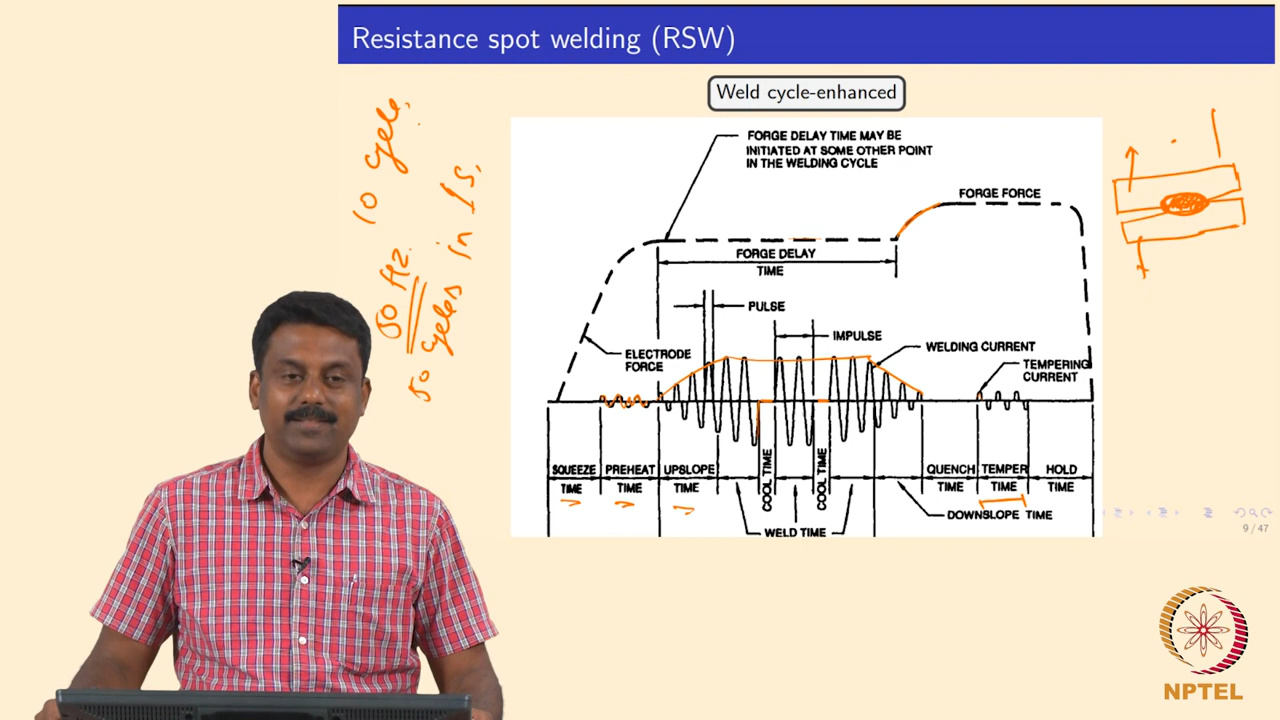 Resistance spot welding (RSW)
Weld cycle-enhanced
10 cycle.
50 Hz.
50 cycles in 1s.
FORGE DELAY TIME MAY BE
INITIATED AT SOME OTHER POINT
IN THE WELDING CYCLE
FORGE FORCE
FORGE DELAY
TIME
PULSE
IMPULSE
ELECTRODE
FORCE
WELDING CURRENT
TEMPERING
CURRENT
SQUEEZE
TIME
PREHEAT
TIME
UPSLOPE
TIME
COOL TIME
COOL TIME
QUENCH
TIME
TEMPER
TIME
HOLD
TIME
WELD TIME
DOWNSLOPE TIME
9 / 47
NPTEL